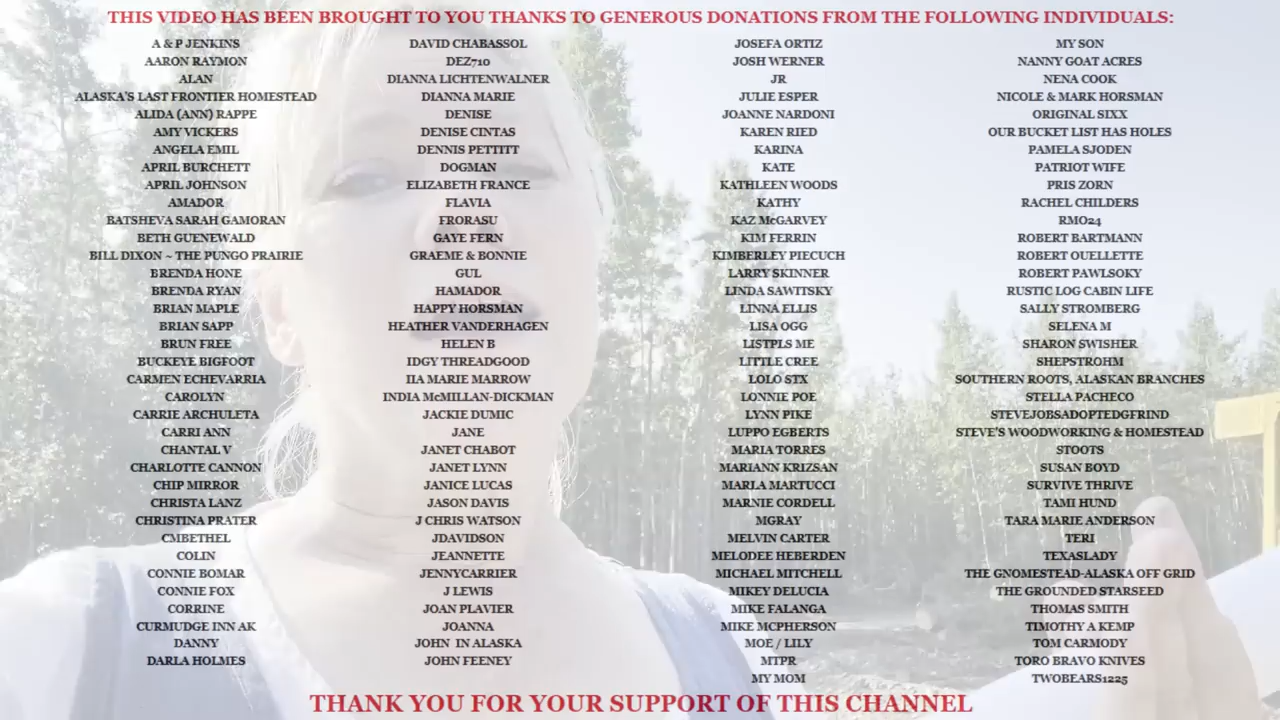 THIS VIDEO HAS BEEN BROUGHT TO YOU THANKS TO GENEROUS DONATIONS FROM THE FOLLOWING INDIVIDUALS:
A & P JENKINS
AARON RAYMON
ALAN
ALASKA'S LAST FRONTIER HOMESTEAD
ALIDA (ANN) RAPPE
AMY VICKERS
ANGELA EMIL
APRIL BURCHETT
APRIL JOHNSON
AMADOR
BATSHEVA SARAH GAMORAN
BETH GUENEWALD
BILL DIXON ~ THE PUNGO PRAIRIE
BRENDA HONE
BRENDA RYAN
BRIAN MAPLE
BRIAN SAPP
BRUN FREE
BUCKEYE BIGFOOT
CARMEN ECHEVARRIA
CAROLYN
CARRIE ARCHULETA
CARRI ANN
CHANTAL V
CHARLOTTE CANNON
CHIP MIRROR
CHRISTA LANZ
CHRISTINA PRATER
CMBETHEL
COLIN
CONNIE BOMAR
CONNIE FOX
CORRINE
CURMUDGE INN AK
DANNY
DARLA HOLMES
DAVID CHABASSOL
DEZ710
DIANNA LICHTENWALNER
DIANNA MARIE
DENISE
DENISE CINTAS
DENNIS PETTITT
DOGMAN
ELIZABETH FRANCE
FLAVIA
FRORASU
GAYE FERN
GRAEME & BONNIE
GUL
HAMADOR
HAPPY HORSMAN
HEATHER VANDERHAGEN
HELEN B
IDGY THREADGOOD
IIA MARIE MARROW
INDIA McMILLAN-DICKMAN
JACKIE DUMIC
JANE
JANET CHABOT
JANET LYNN
JANICE LUCAS
JASON DAVIS
J CHRIS WATSON
JDAVIDSON
JEANNETTE
JENNYCARRIER
J LEWIS
JOAN PLAVIER
JOANNA
JOHN IN ALASKA
JOHN FEENEY
JOSEFA ORTIZ
JOSH WERNER
JR
JULIE ESPER
JOANNE NARDONI
KAREN RIED
KARINA
KATE
KATHLEEN WOODS
KATHY
KAZ McGARVEY
KIM FERRIN
KIMBERLEY PIECUCH
LARRY SKINNER
LINDA SAWITSKY
LINNA ELLIS
LISA OGG
LISTPLS ME
LITTLE CREE
LOLO STX
LONNIE POE
LYNN PIKE
LUPPO EGBERTS
MARIA TORRES
MARIANN KRIZSAN
MARLA MARTUCCI
MARNIE CORDELL
MGRAY
MELVIN CARTER
MELODEE HEBERDEN
MICHAEL MITCHELL
MIKEY DELUCIA
MIKE FALANGA
MIKE MCPHERSON
MOE / LILY
MTPR
MY MOM
MY SON
NANNY GOAT ACRES
NENA COOK
NICOLE & MARK HORSMAN
ORIGINAL SIXX
OUR BUCKET LIST HAS HOLES
PAMELA SJODEN
PATRIOT WIFE
PRIS ZORN
RACHEL CHILDERS
RMO24
ROBERT BARTMANN
ROBERT OUELLETTE
ROBERT PAWLSOKY
RUSTIC LOG CABIN LIFE
SALLY STROMBERG
SELENA M
SHARON SWISHER
SHEPSTROHM
SOUTHERN ROOTS, ALASKAN BRANCHES
STELLA PACHECO
STEVEJOBSADOPTEDGFRIND
STEVE'S WOODWORKING & HOMESTEAD
STOOTS
SUSAN BOYD
SURVIVE THRIVE
TAMI HUND
TARA MARIE ANDERSON
TERI
TEXASLADY
THE GNOMESTEAD-ALASKA OFF GRID
THE GROUNDED STARSEED
THOMAS SMITH
TIMOTHY A KEMP
TOM CARMODY
TORO BRAVO KNIVES
TWOBEARS1225
THANK YOU FOR YOUR SUPPORT OF THIS CHANNEL